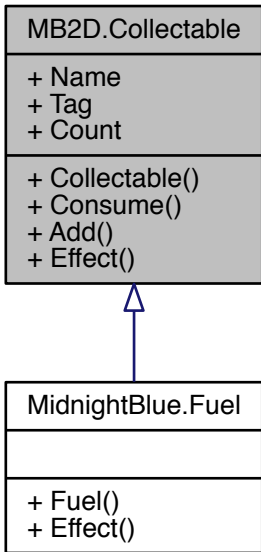 MB2D.Collectable
+ Name
+ Tag
+ Count
+ Collectable()
+ Consume()
+ Add()
+ Effect()
MidnightBlue.Fuel
+ Fuel()
+ Effect()